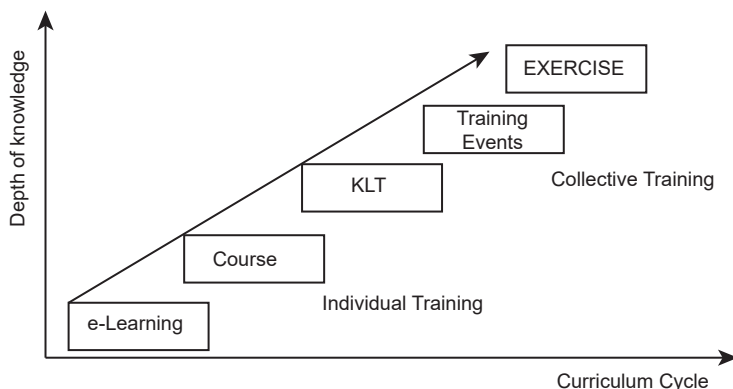 Depth of knowledge
EXERCISE
Training
Events
Collective Training
KLT
Course
Individual Training
e-Learning
Curriculum Cycle